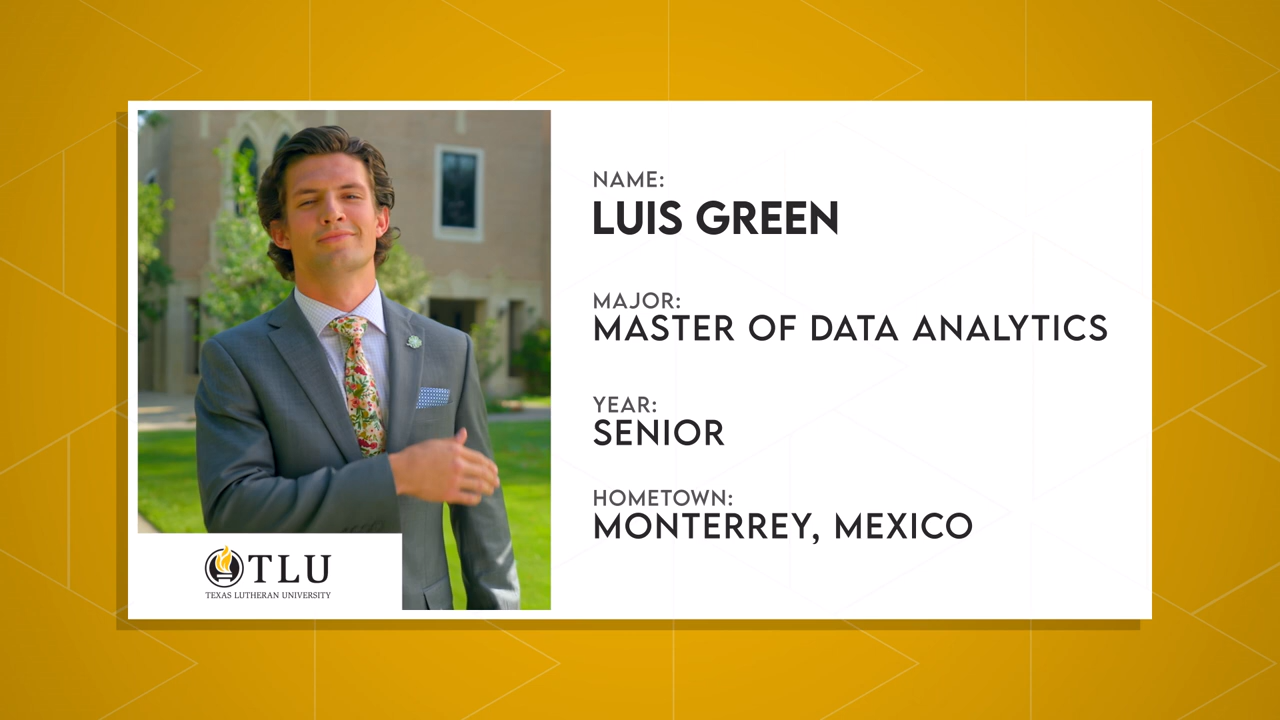 NAME:
LUIS GREEN
MAJOR:
MASTER OF DATA ANALYTICS
YEAR:
SENIOR
HOMETOWN:
MONTERREY, MEXICO
TLU
TEXAS LUTHERAN UNIVERSITY